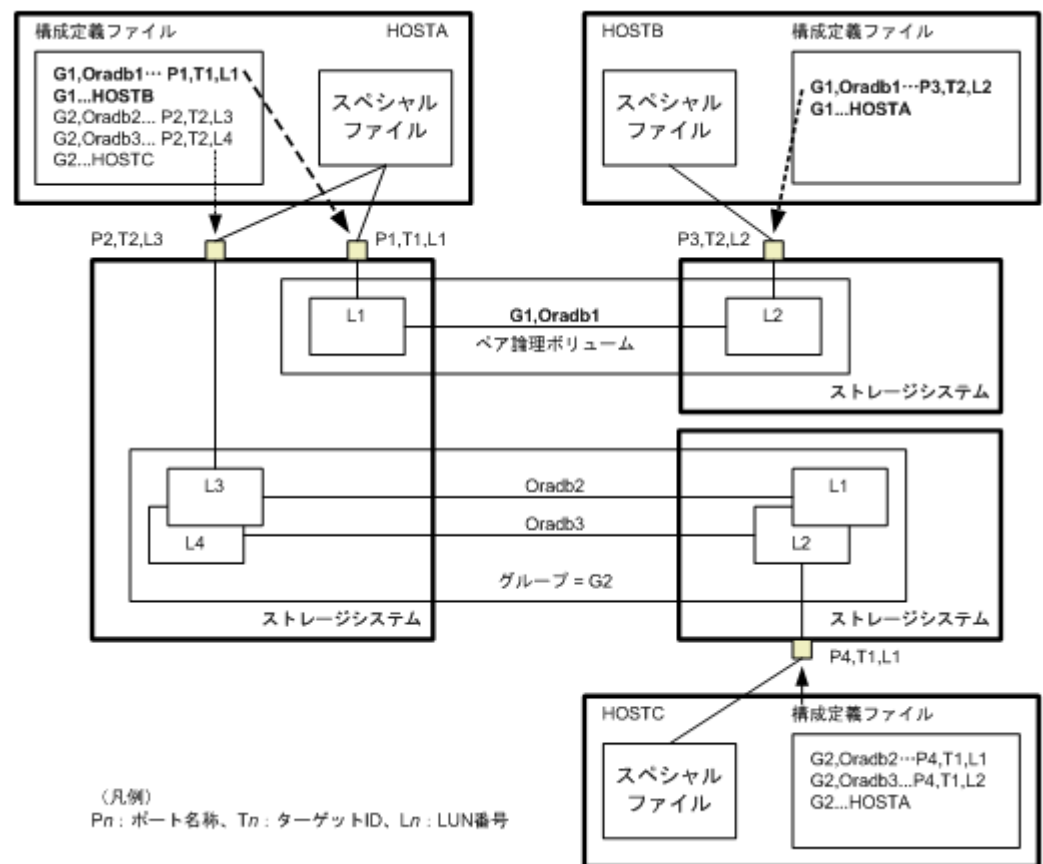 構成定義ファイル
HOSTA
G1,Oradb1… P1,T1,L1
G1...HOSTB
G2,Oradb2... P2,T2,L3
G2,Oradb3... P2,T2,L4
G2...HOSTC
スペシャル
ファイル
HOSTB
構成定義ファイル
スペシャル
ファイル
G1,Oradb1…P3,T2,L2
G1...HOSTA
P2,T2,L3
P1,T1,L1
P3,T2,L2
L1
G1,Oradb1
ペア論理ボリューム
L2
ストレージシステム
L3
Oradb2
L1
L4
Oradb3
L2
グループ = G2
ストレージシステム
ストレージシステム
P4,T1,L1
HOSTC
構成定義ファイル
スペシャル
ファイル
G2,Oradb2…P4,T1,L1
G2,Oradb3...P4,T1,L2
G2...HOSTA
（凡例）
Pn : ポート名称、Tn : ターゲットID、Ln : LUN番号